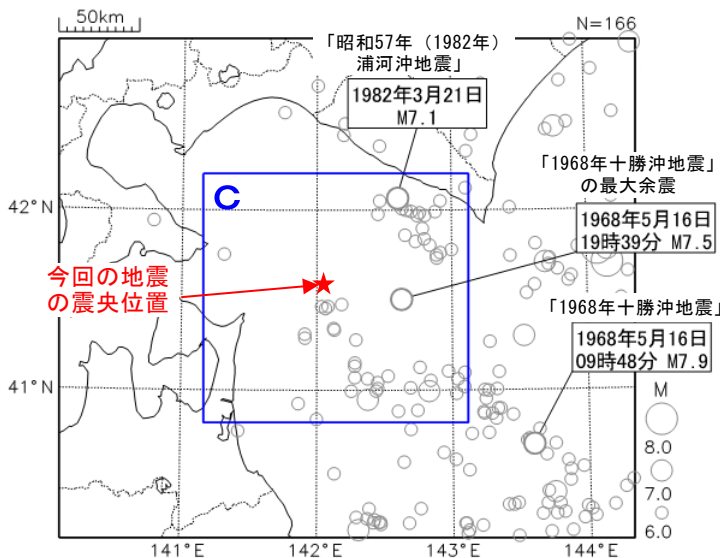 50km
N=166
「昭和57年（1982年）
浦河沖地震」
1982年3月21日
M7.1
「1968年十勝沖地震」
の最大余震
1968年5月16日
19時39分 M7.5
C
42°N
今回の地震
の震央位置
「1968年十勝沖地震」
1968年5月16日
09時48分 M7.9
41°N
M
8.0
7.0
6.0
141°E
142°E
143°E
144°E